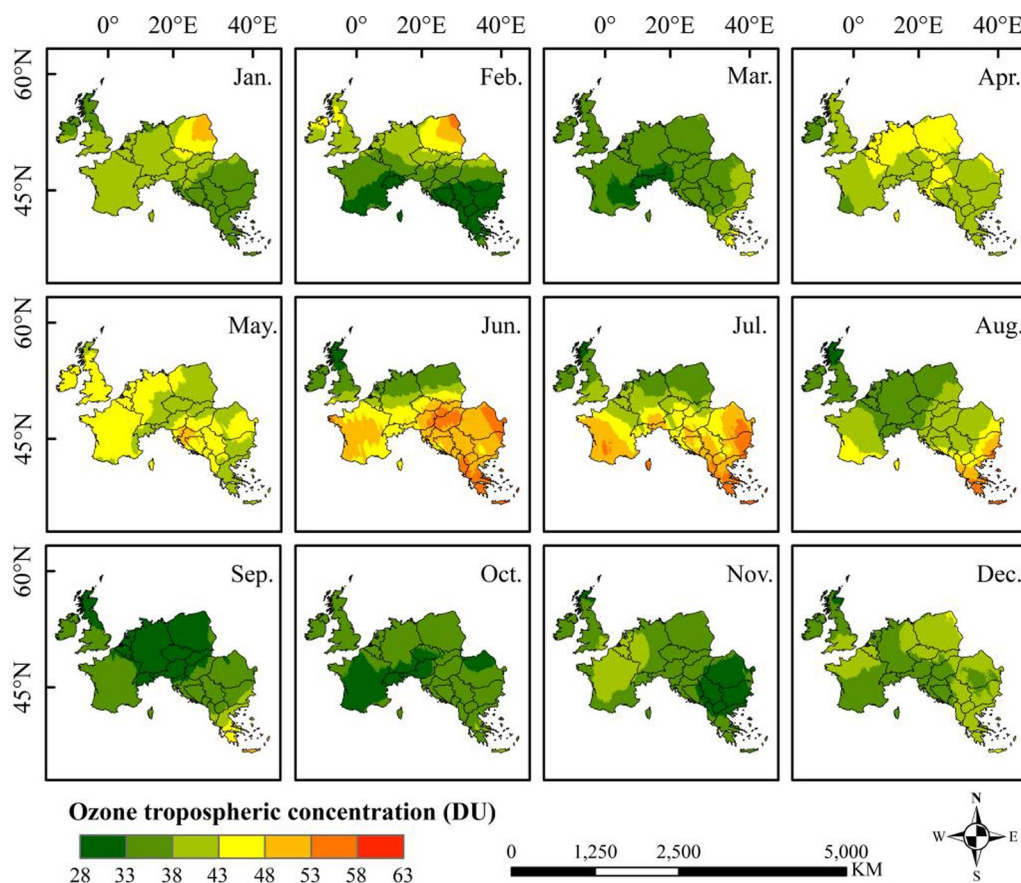 0° 20°E 40°E 0° 20°E 40°E 0° 20°E 40°E 0° 20°E 40°E
60°N
45°N
Jan.
Feb.
Mar.
Apr.
60°N
45°N
May.
Jun.
Jul.
Aug.
60°N
45°N
Sep.
Oct.
Nov.
Dec.
Ozone tropospheric concentration (DU)
28 33 38 43 48 53 58 63
0 1,250 2,500 5,000
KM
N
W E
S